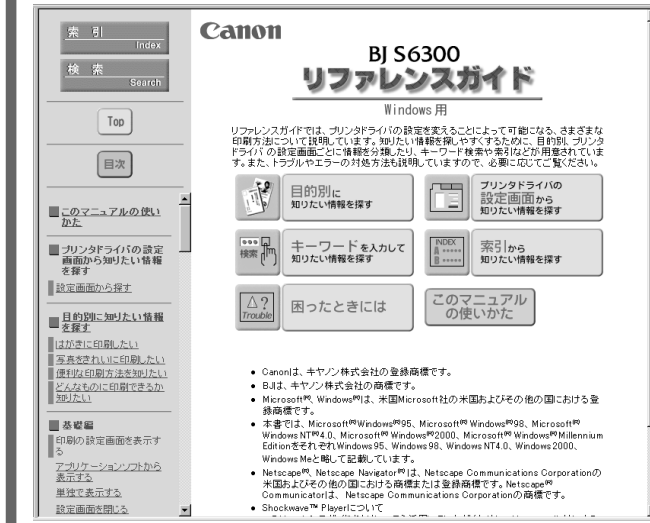 索 引
Index
検 索
Search
Top
目次
このマニュアルの使い
かた
プリンタドライバの設定
画面から知りたい情報
を探す
設定画面から探す
目的別に知りたい情報
を探す
はがきに印刷したい
写真をきれいに印刷したい
便利な印刷方法を知りたい
どんなものに印刷できるか
知りたい
基礎編
印刷の設定画面を表示す
る
アプリケーションソフトから
表示する
単独で表示する
設定画面を閉じる
Canon
BJ S6300
リファレンスガイド
Windows 用
リファレンスガイドでは、プリンタドライバの設定を変えることによって可能になる、さまざまな
印刷方法について説明しています。知りたい情報を探しやすくするために、目的別、プリンタ
ドライバ の設定画面ごとに情報を分類したり、キーワード検索や索引などが用意されていま
す。また、トラブルやエラーの対処方法も説明していますので、必要に応じてご覧ください。
目的別に
知りたい情報を探す
プリンタドライバの
設定画面から
知りたい情報を探す
検索
キーワードを入力して
知りたい情報を探す
INDEX
A
B
索引から
知りたい情報を探す
?
Trouble
困ったときには
このマニュアル
の使いかた
• Canonは、キヤノン株式会社の登録商標です。
• BJは、キヤノン株式会社の商標です。
• Microsoft®、Windows®は、米国Microsoft社の米国およびその他の国における登
録商標です。
• 本書では、Microsoft®Windows®95、Microsoft® Windows®98、Microsoft®
Windows NT®4.0、Microsoft® Windows®2000、Microsoft® Windows®Millennium
EditionをそれぞれWindows 95、Windows 98、Windows NT4.0、Windows 2000、
Windows Meと略して記載しています。
• Netscape®、Netscape Navigator®は、Netscape Communications Corporationの
米国およびその他の国における商標または登録商標です。Netscape®
Communicatorは、Netscape Communications Corporationの商標です。
• Shockwave™ Playerについて